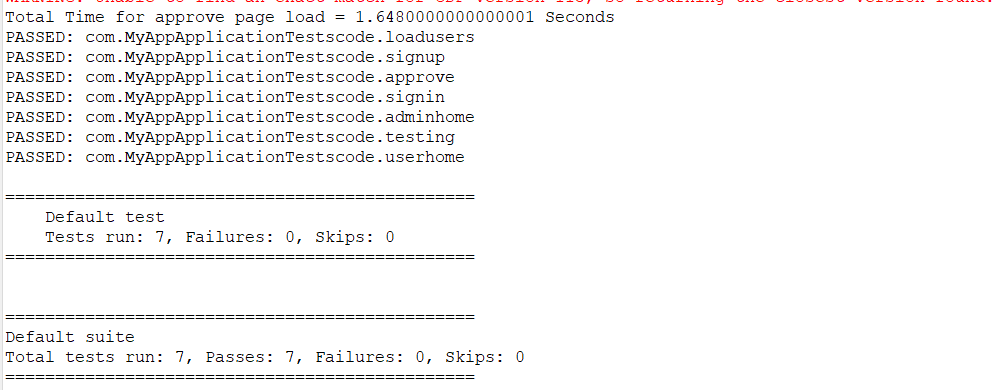 Total Time for approve page load = 1.6480000000000001 Seconds
PASSED: com.MyAppApplicationTestscode.loadusers
PASSED: com.MyAppApplicationTestscode.signup
PASSED: com.MyAppApplicationTestscode.approve
PASSED: com.MyAppApplicationTestscode.signin
PASSED: com.MyAppApplicationTestscode.adminhome
PASSED: com.MyAppApplicationTestscode.testing
PASSED: com.MyAppApplicationTestscode.userhome
===============================================
Default test
Tests run: 7, Failures: 0, Skips: 0
===============================================
===============================================
Default suite
Total tests run: 7, Passes: 7, Failures: 0, Skips: 0
===============================================